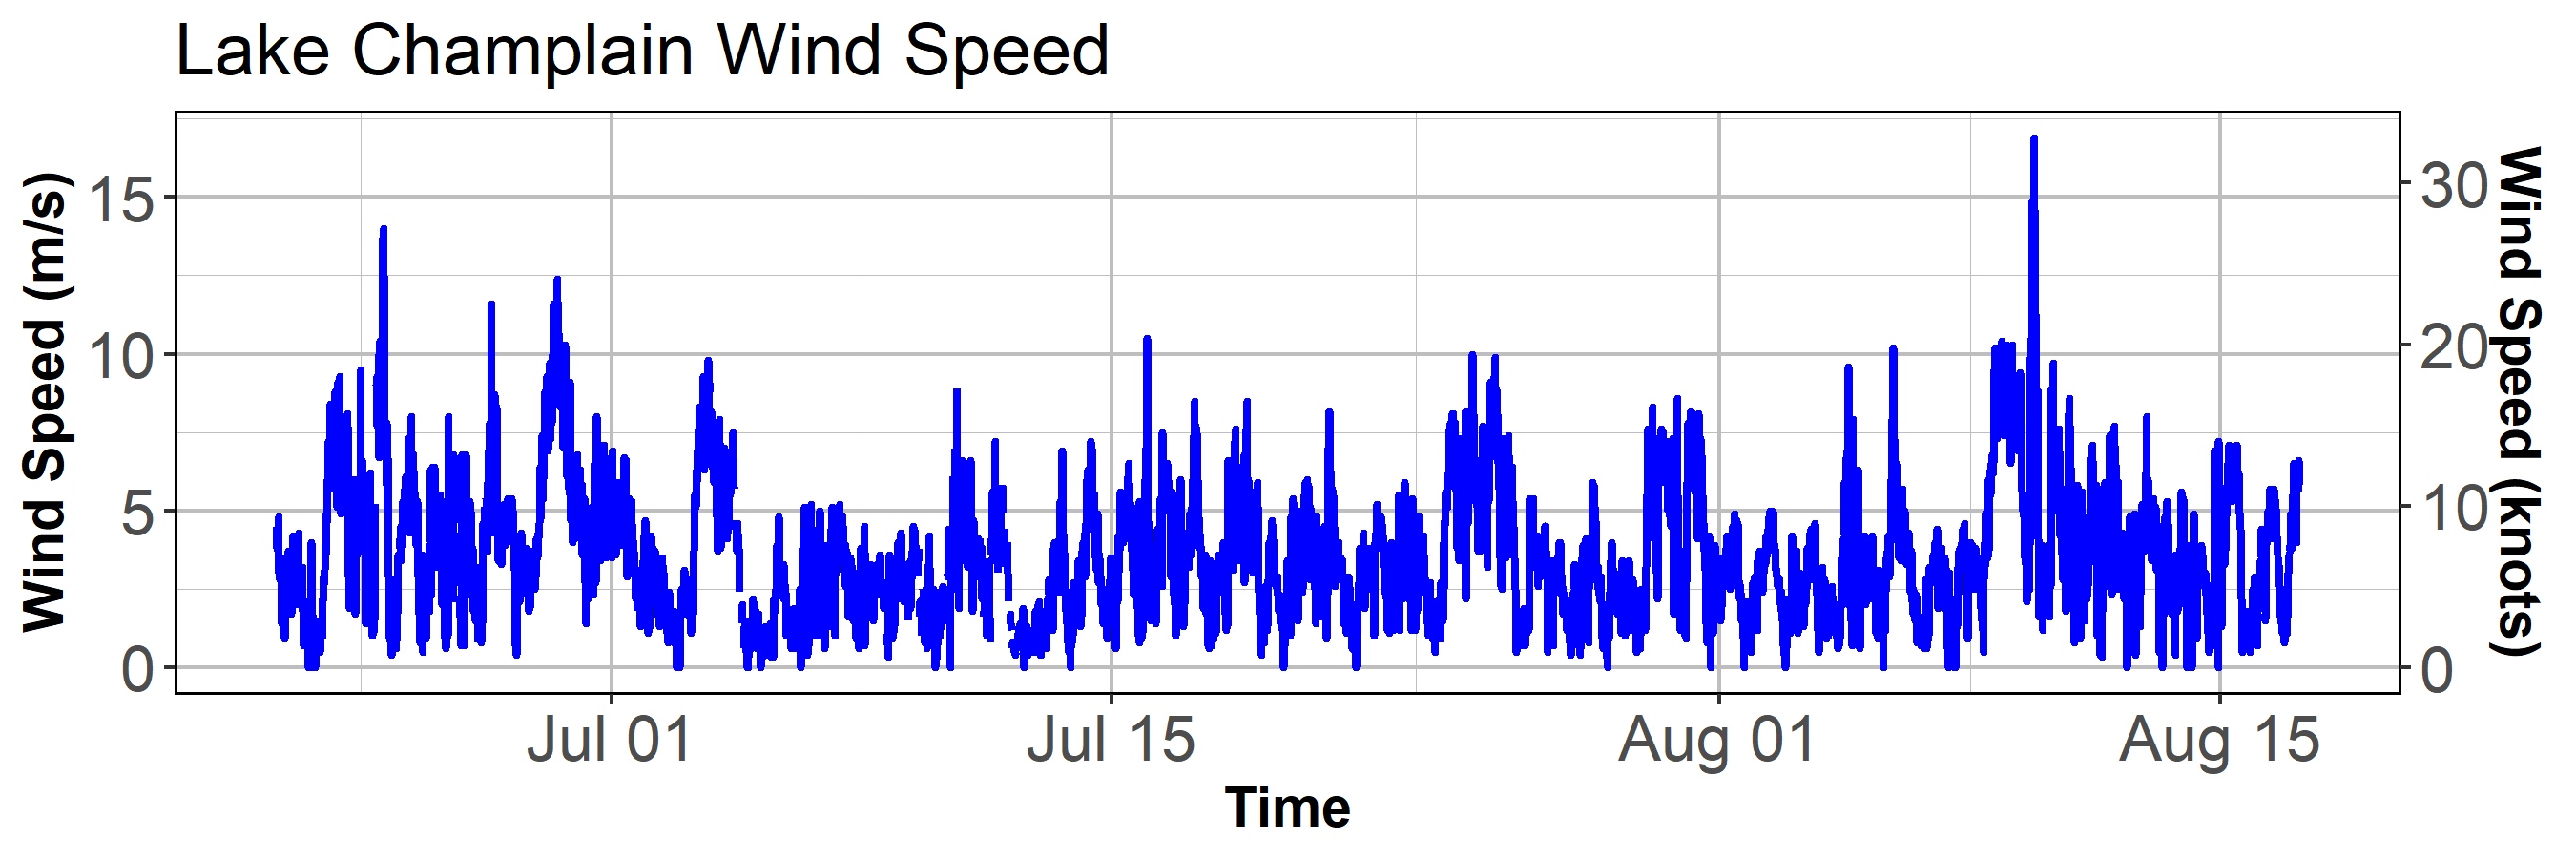 Lake Champlain Wind Speed
Wind Speed (m/s)
15
10
5
0
30
20
10
0
Wind Speed (knots)
Jul 01
Jul 15
Aug 01
Aug 15
Time